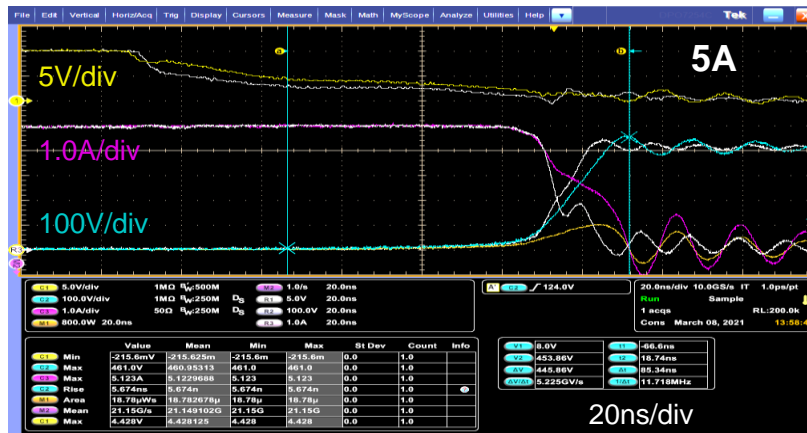 File Edit Vertical Horiz/Acq Trig Display Cursors Measure Mask Math MyScope Analyze Utilities Help Tek
a b 5A
5V/div
1
1.0A/div
100V/div
R3
C1 5.0V/div 1MΩ BW:500M
C2 100.0V/div 1MΩ BW:250M DS
C3 1.0A/div 50Ω BW:250M DS
M1 800.0W 20.0ns
M2 1.0/s 20.0ns
R1 5.0V 20.0ns
R2 100.0V 20.0ns
R3 1.0A 20.0ns
A' C2 124.0V
20.0ns/div 10.0GS/s IT 1.0ps/pt
Run Sample
1 acqs RL:200.0k
Cons March 08, 2021 13:58:4
Value Mean Min Max St Dev Count Info
C1 Min -215.6mV -215.625m -215.6m -215.6m 0.0 1.0
C2 Max 461.0V 460.95313 461.0 461.0 0.0 1.0
C3 Max 5.123A 5.1229688 5.123 5.123 0.0 1.0
C2 Rise 5.674ns 5.674n 5.674n 5.674n 0.0 1.0
M1 Area 18.78µWs 18.782678µ 18.78µ 18.78µ 0.0 1.0
M2 Mean 21.15G/s 21.149102G 21.15G 21.15G 0.0 1.0
C1 Max 4.428V 4.428125 4.428 4.428 0.0 1.0
V1 8.0V t1 -66.6ns
V2 453.86V t2 18.74ns
ΔV 445.86V Δt 85.34ns
ΔV/Δt 5.225GV/s 1/Δt 11.718MHz
20ns/div